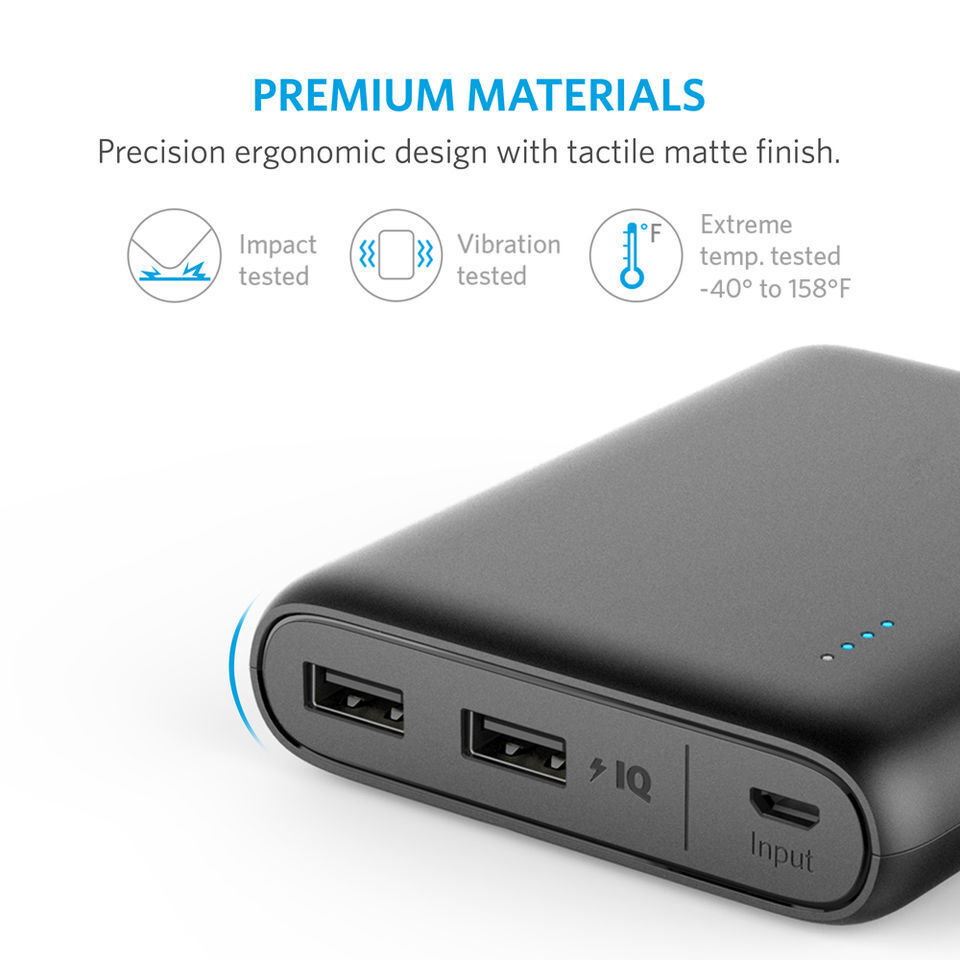 PREMIUM MATERIALS
Precision ergonomic design with tactile matte finish.
Impact
tested
Vibration
tested
°F
Extreme
temp. tested
-40° to 158°F
IQ
Input